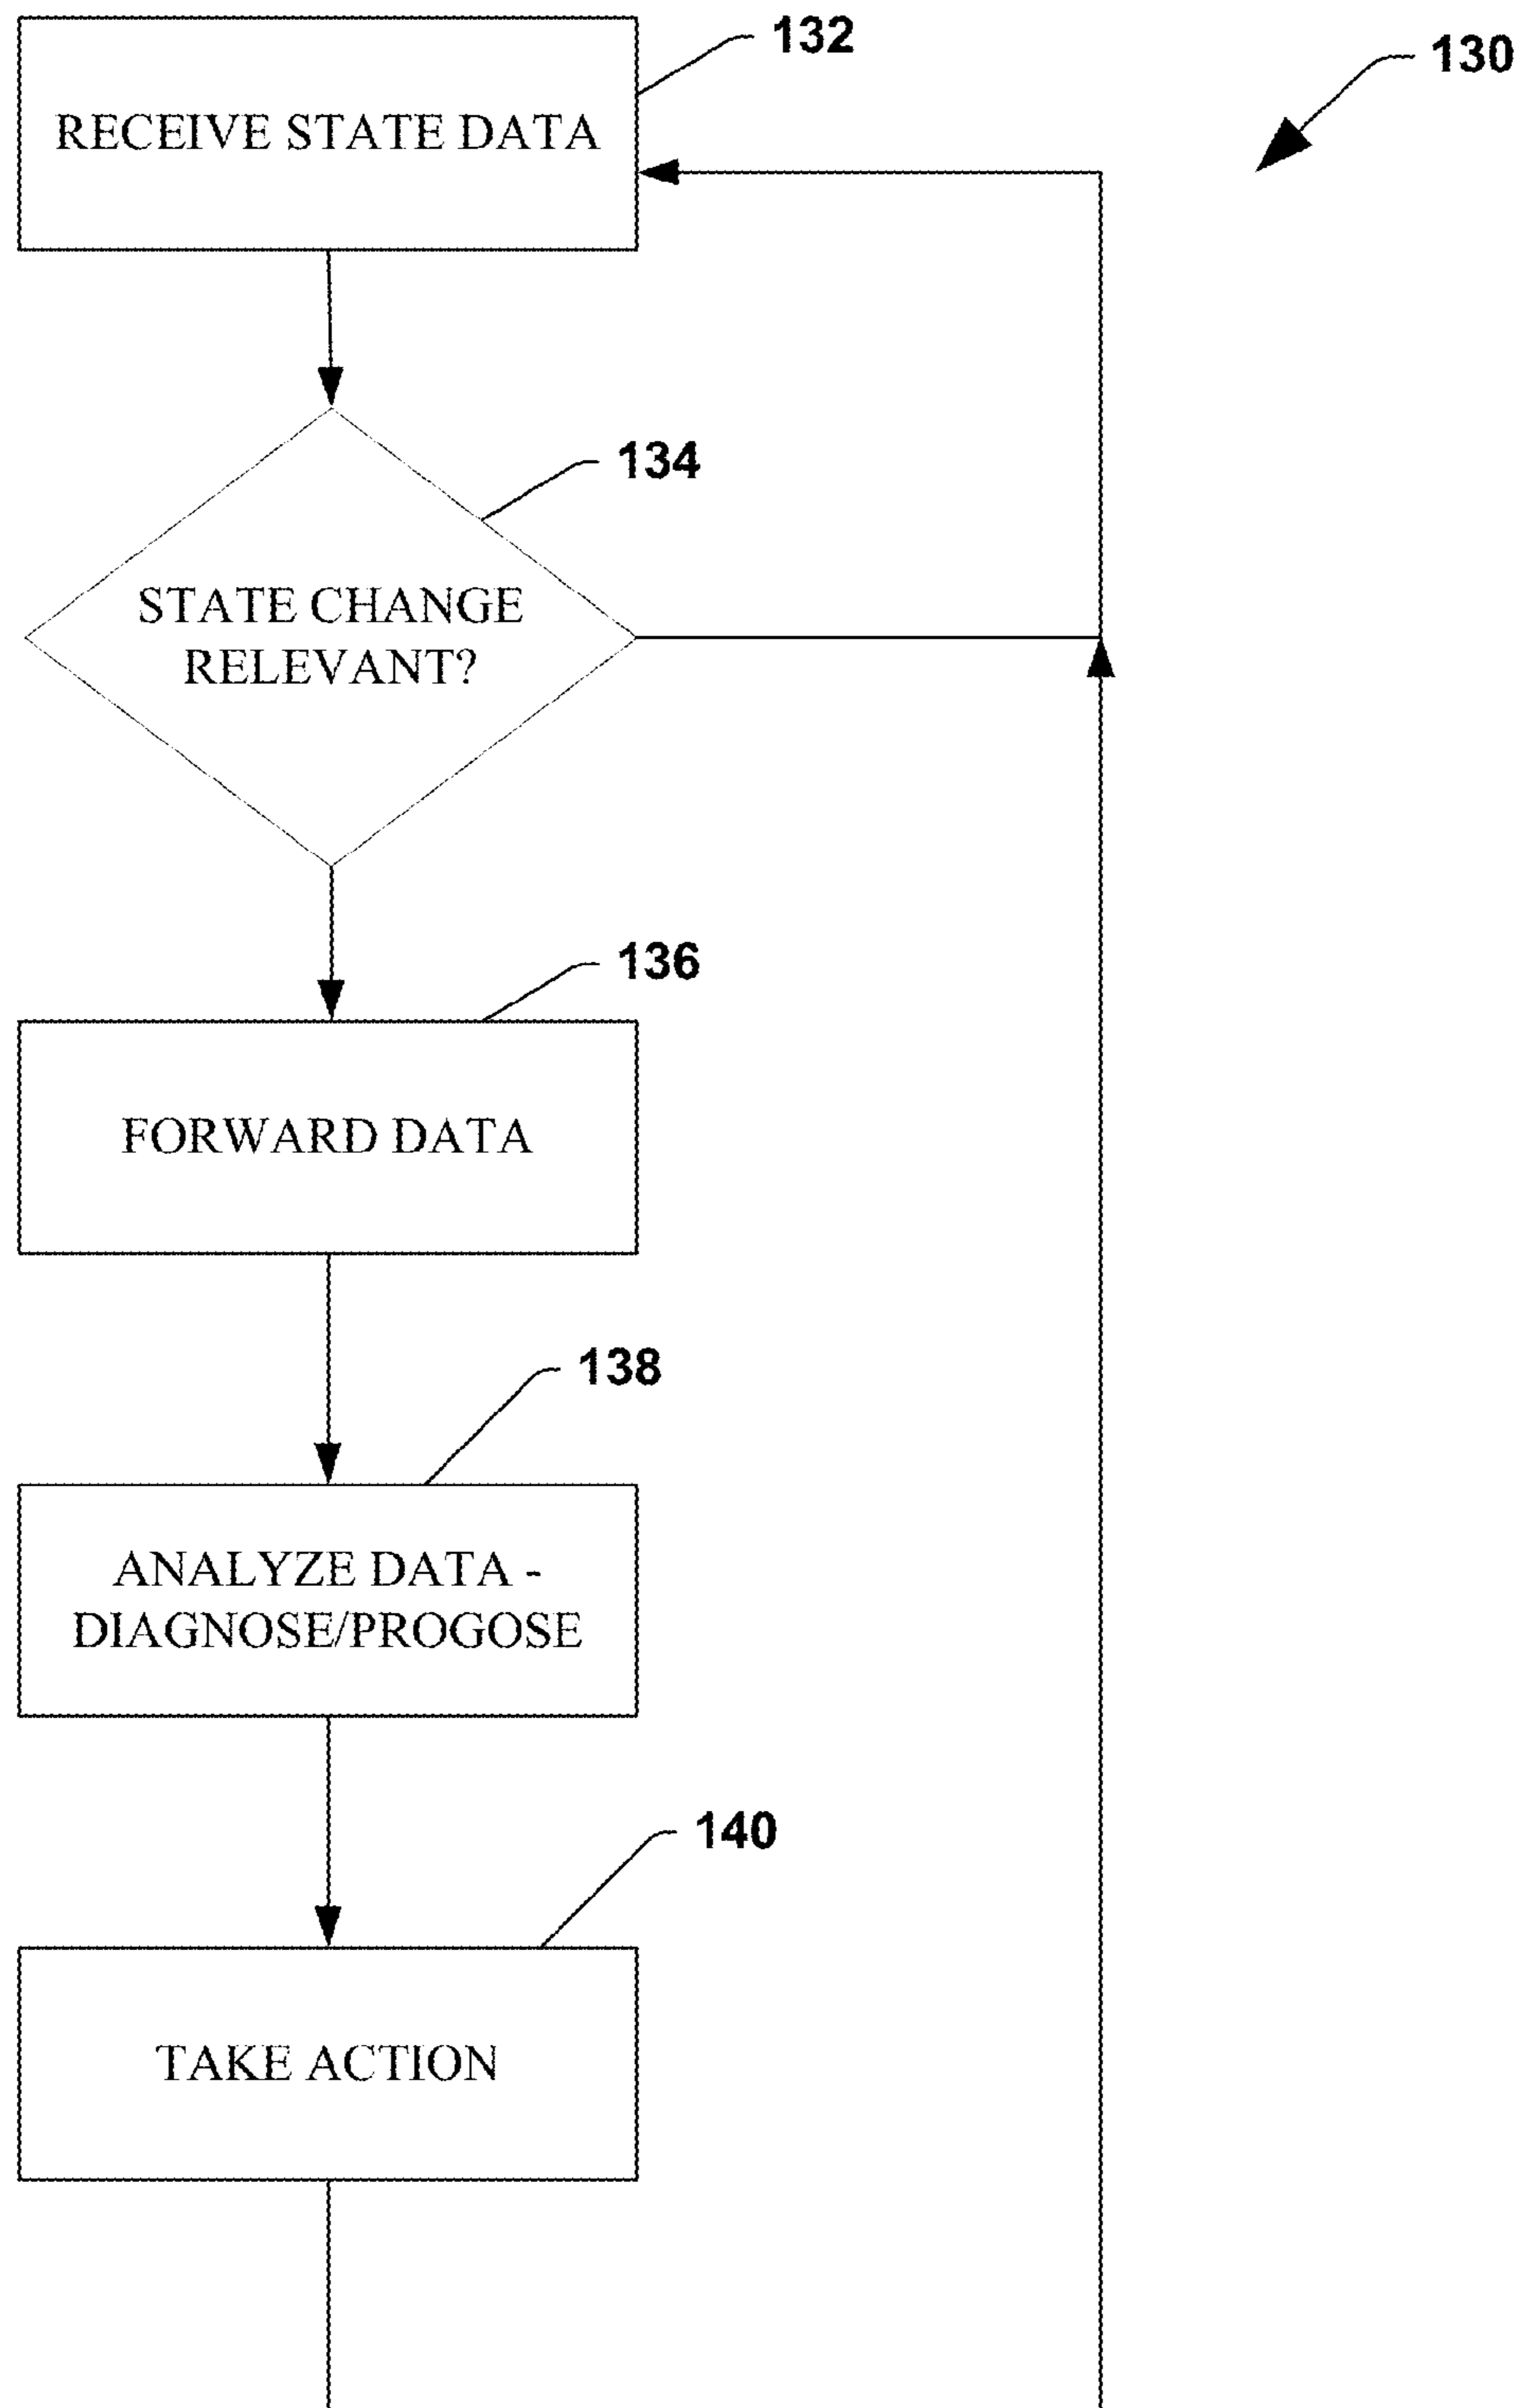 132
130
RECEIVE STATE DATA
134
STATE CHANGE
RELEVANT?
136
FORWARD DATA
138
ANALYZE DATA -
DIAGNOSE/PROGOSE
140
TAKE ACTION